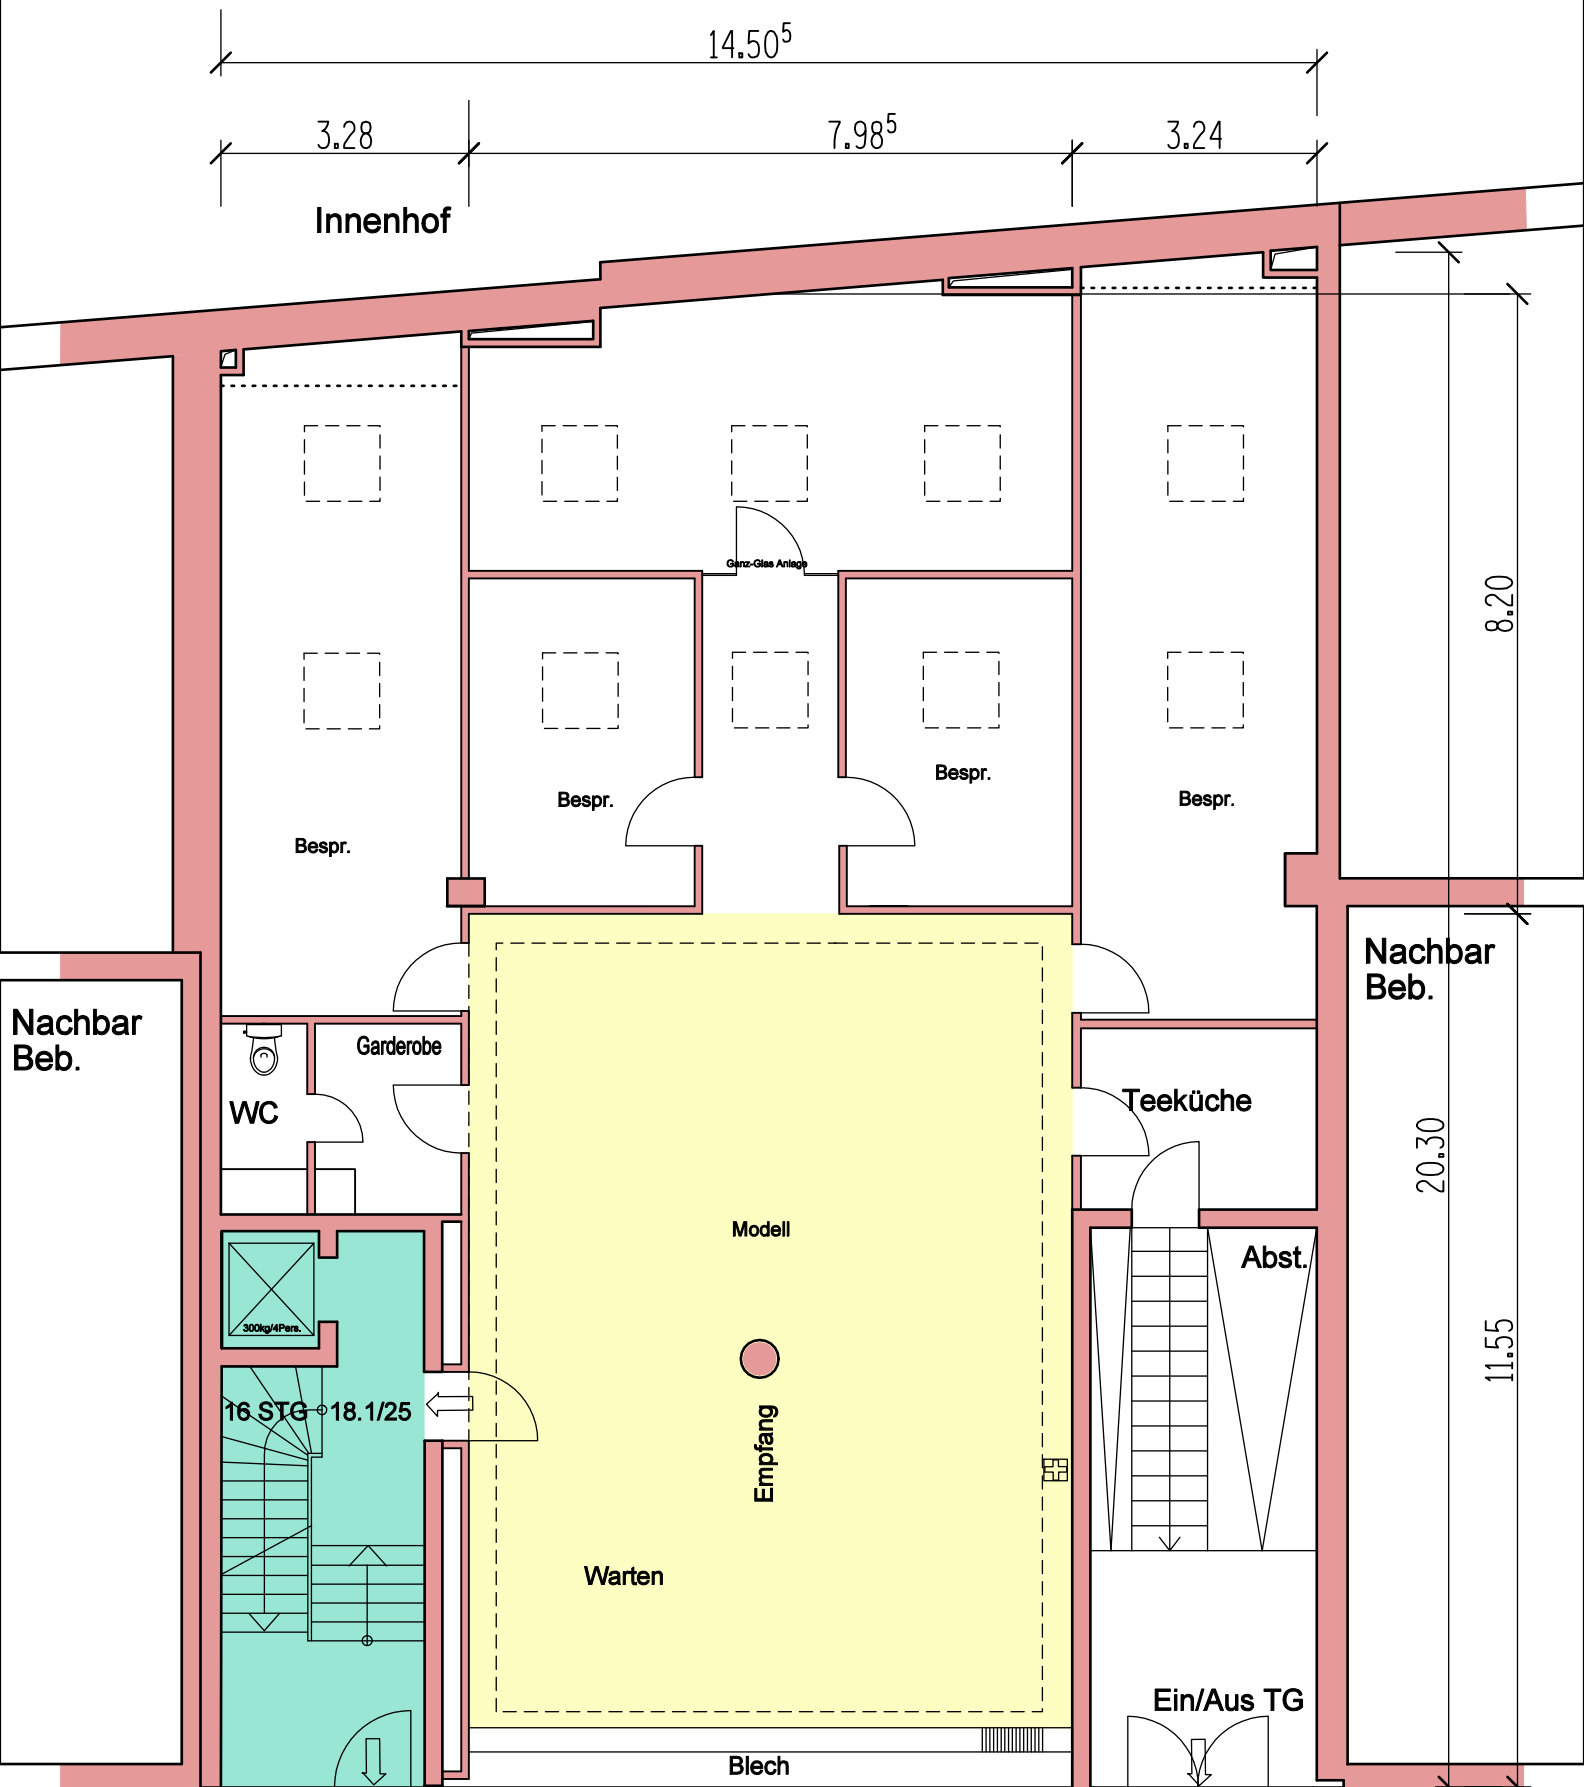 14.50⁵
3.28
7.98⁵
3.24
Innenhof
Ganz-Glas Anlage
8.20
Bespr.
Bespr.
Bespr.
Bespr.
Nachbar
Beb.
Nachbar
Beb.
Garderobe
WC
Teeküche
20.30
Modell
Abst.
300kg/4Pers.
11.55
16 STG
18.1/25
Empfang
Warten
Ein/Aus TG
Blech